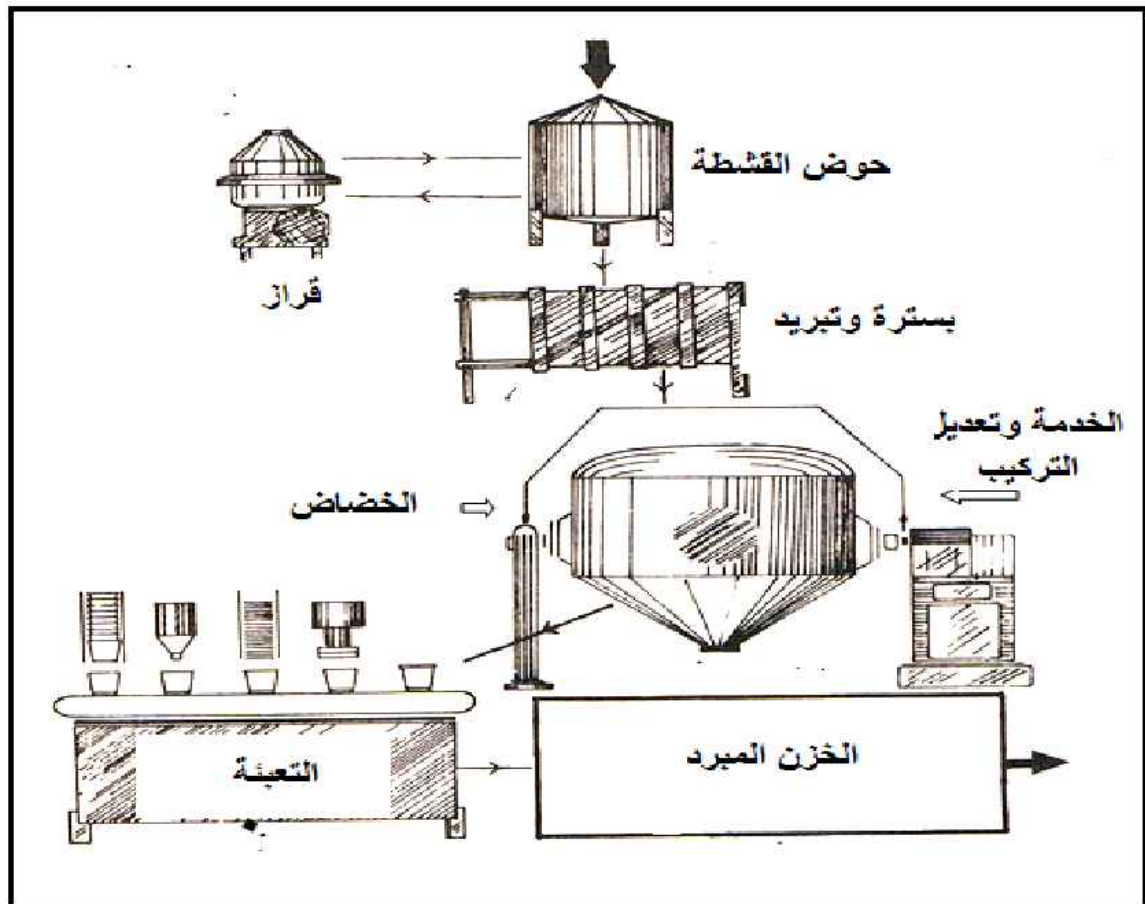 حوض القشطة
قراز
بسترة وتبريد
الخدمة وتعديل
التركيب
الخضاض
التعبئة
الخزن المبرد